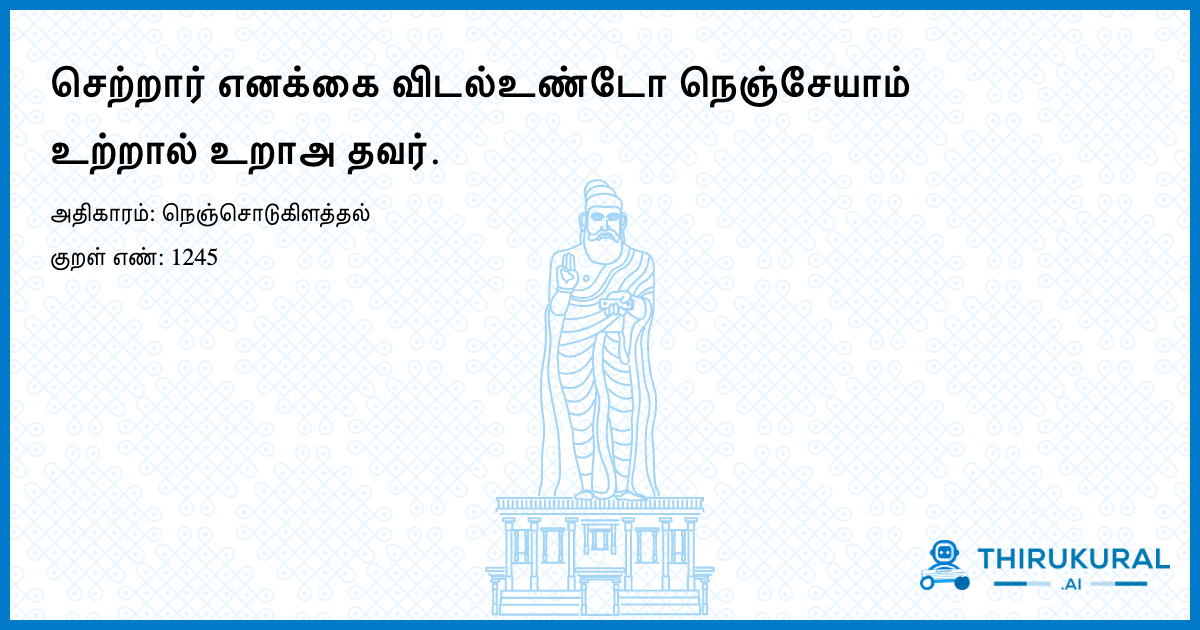 செற்றார் எனக்கை விடல்உண்டோ நெஞ்சேயாம்
உற்றால் உறாஅ தவர்.
அதிகாரம்: நெஞ்சொடுகிளத்தல்
குறள் எண்: 1245
THIRUKURAL
.AI